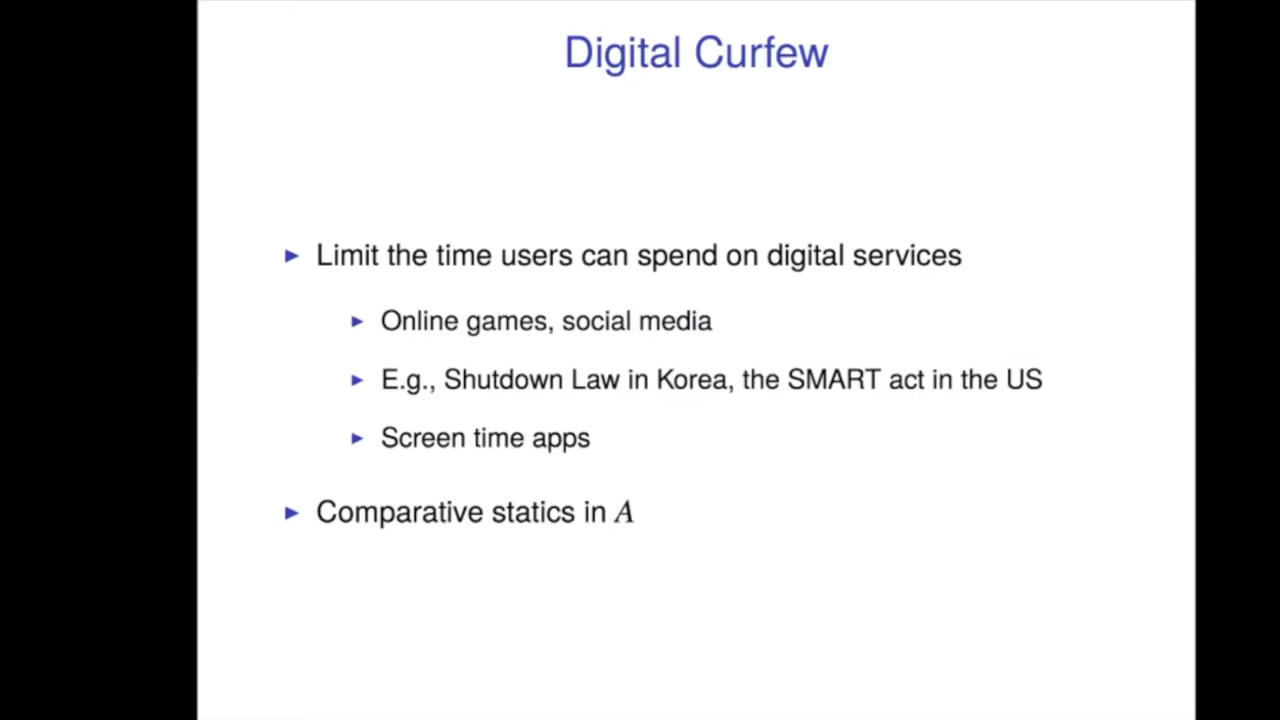 Digital Curfew
Limit the time users can spend on digital services
Online games, social media
E.g., Shutdown Law in Korea, the SMART act in the US
Screen time apps
Comparative statics in A